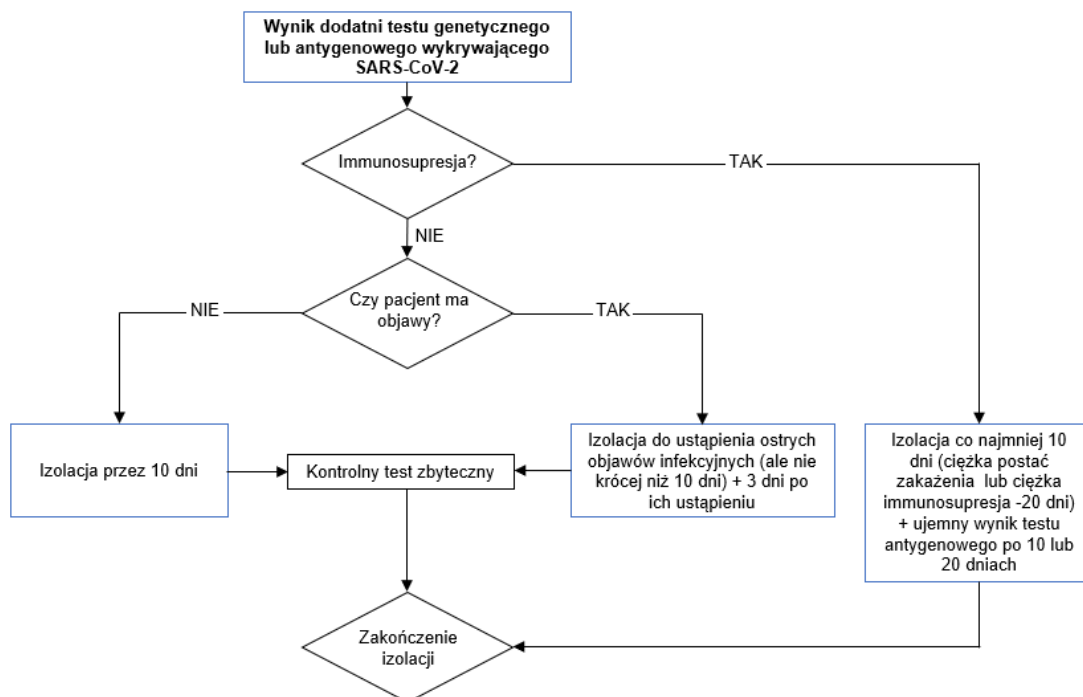 Wynik dodatni testu genetycznego
lub antygenowego wykrywającego
SARS-CoV-2
Immunosupresja?
TAK
NIE
Czy pacjent ma
objawy?
NIE
TAK
Izolacja przez 10 dni
Kontrolny test zbyteczny
Izolacja do ustąpienia ostrych
objawów infekcyjnych (ale nie
krócej niż 10 dni) + 3 dni po
ich ustąpieniu
Izolacja co najmniej 10
dni (ciężka postać
zakażenia lub ciężka
immunosupresja -20 dni)
+ ujemny wynik testu
antygenowego po 10 lub
20 dniach
Zakończenie
izolacji